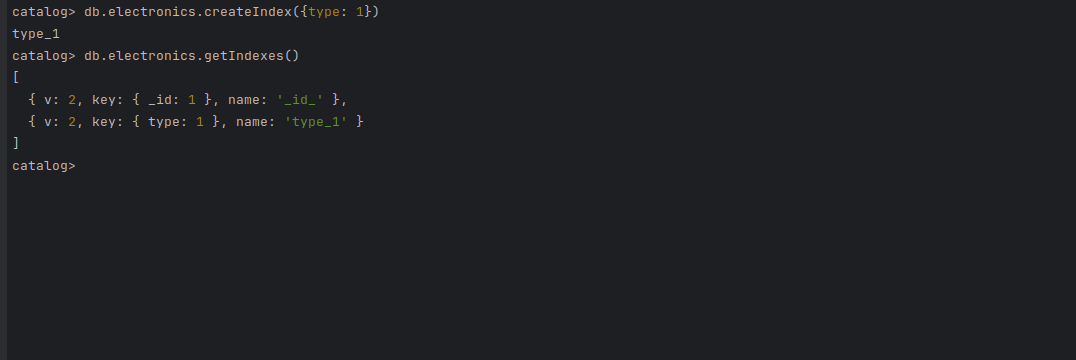 catalog> db.electronics.createIndex({type: 1})
type_1
catalog> db.electronics.getIndexes()
[
  { v: 2, key: { _id: 1 }, name: '_id_' },
  { v: 2, key: { type: 1 }, name: 'type_1' }
]
catalog>